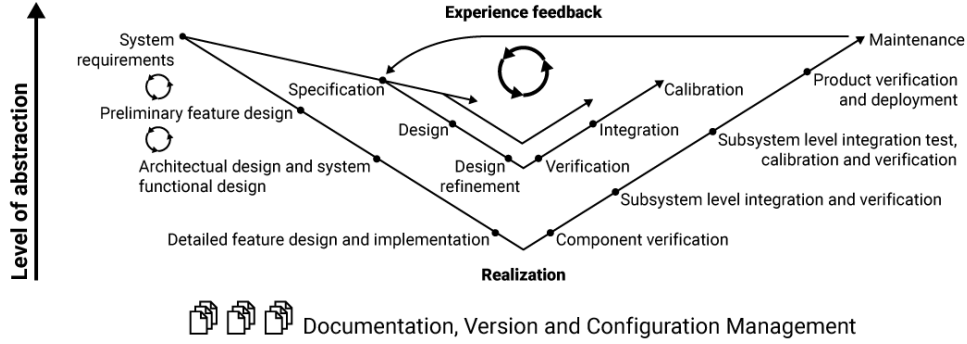 Experience feedback
System
requirements
Maintenance
Specification
Calibration
Product verification
and deployment
Preliminary feature design
Design
Integration
Subsystem level integration test,
calibration and verification
Architectual design and system
functional design
Design
refinement
Verification
Subsystem level integration and verification
Detailed feature design and implementation
Component verification
Realization
Level of abstraction
Documentation, Version and Configuration Management